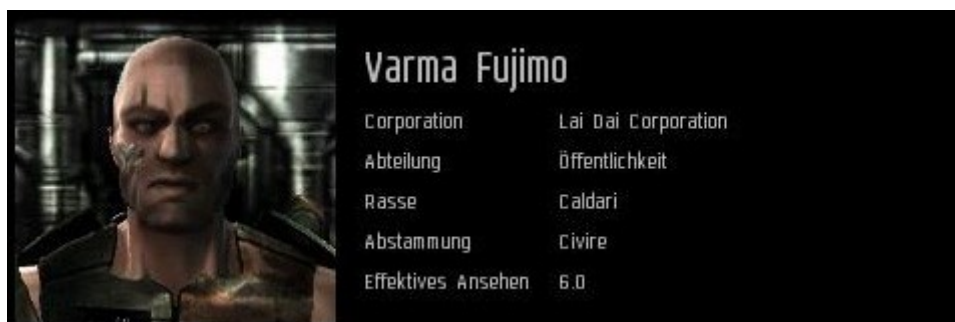 Varma Fujimo
Corporation Lai Dai Corporation
Abteilung Öffentlichkeit
Rasse Caldari
Abstammung Civire
Effektives Ansehen 6.0